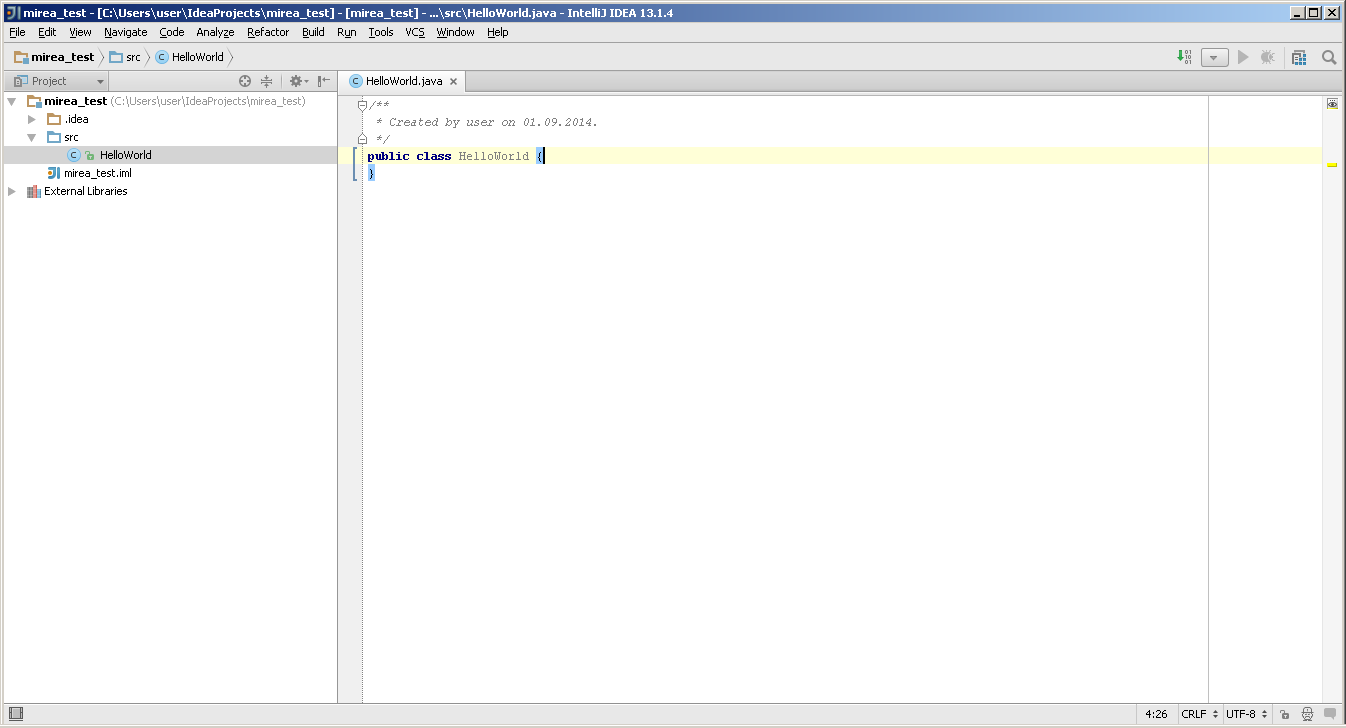 mirea_test - [C:\Users\user\IdeaProjects\mirea_test] - [mirea_test] - ...\src\HelloWorld.java - IntelliJ IDEA 13.1.4
File Edit View Navigate Code Analyze Refactor Build Run Tools VCS Window Help
mirea_test src HelloWorld
Project
HelloWorld.java
mirea_test (C:\Users\user\IdeaProjects\mirea_test)
.idea
src
HelloWorld
mirea_test.iml
External Libraries
/**
* Created by user on 01.09.2014.
*/
public class HelloWorld {
}
4:26 CRLF UTF-8